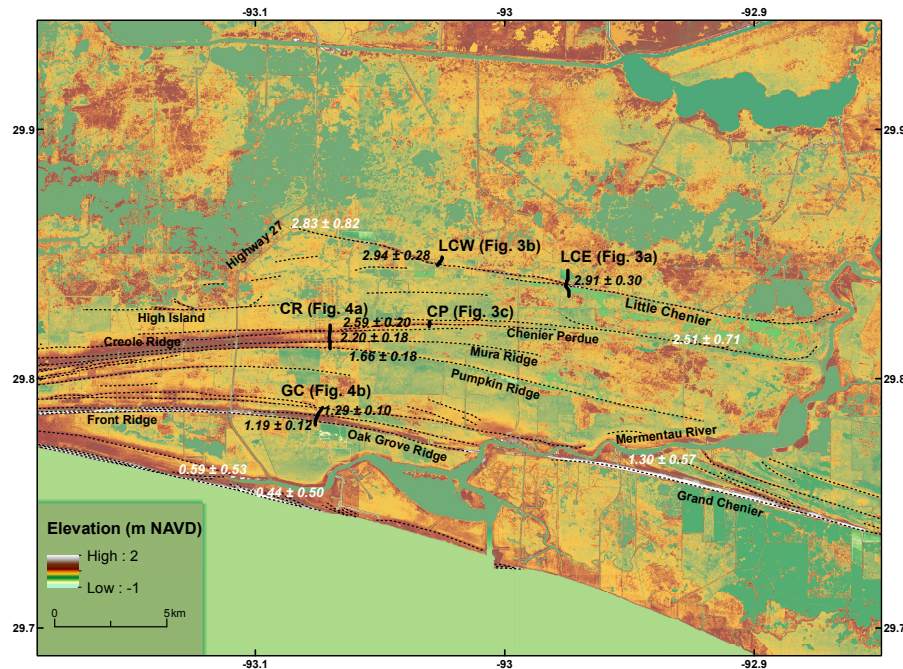 -93.1 -93 -92.9
29.9 29.9
2.83 ± 0.82
Highway 27
LCW (Fig. 3b)
2.94 ± 0.28
LCE (Fig. 3a)
2.91 ± 0.30
Little Chenier
High Island
CR (Fig. 4a)
CP (Fig. 3c)
2.59 ± 0.20
Creole Ridge
2.20 ± 0.18
Chenier Perdue
2.51 ± 0.71
1.66 ± 0.18
Mura Ridge
29.8 29.8
Pumpkin Ridge
GC (Fig. 4b)
1.29 ± 0.10
Front Ridge
1.19 ± 0.12
Oak Grove Ridge
Mermentau River
1.30 ± 0.57
0.59 ± 0.53
0.44 ± 0.50
Grand Chenier
Elevation (m NAVD)
High : 2
Low : -1
0 5km
29.7 29.7
-93.1 -93 -92.9